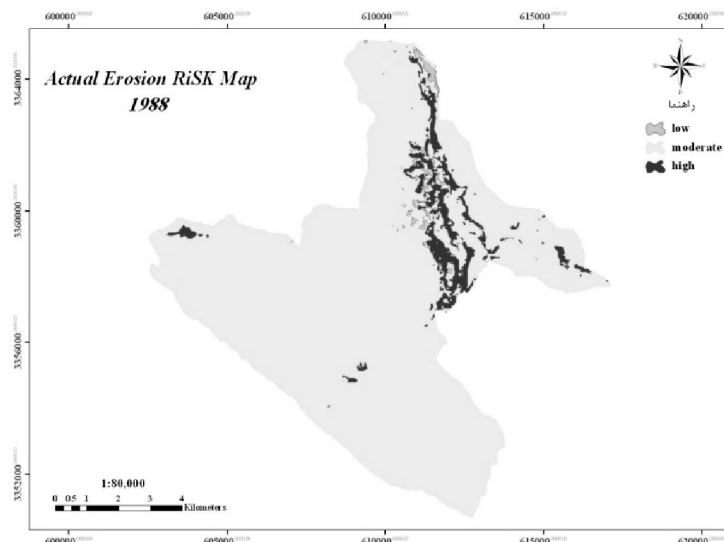 600000 605000 610000 615000 620000
Actual Erosion RiSK Map
1988
راهنما
low
moderate
high
3364000
3360000
3356000
3352000
1:80,000
0 0.5 1 2 3 4
Kilometers
600000 605000 610000 615000 620000